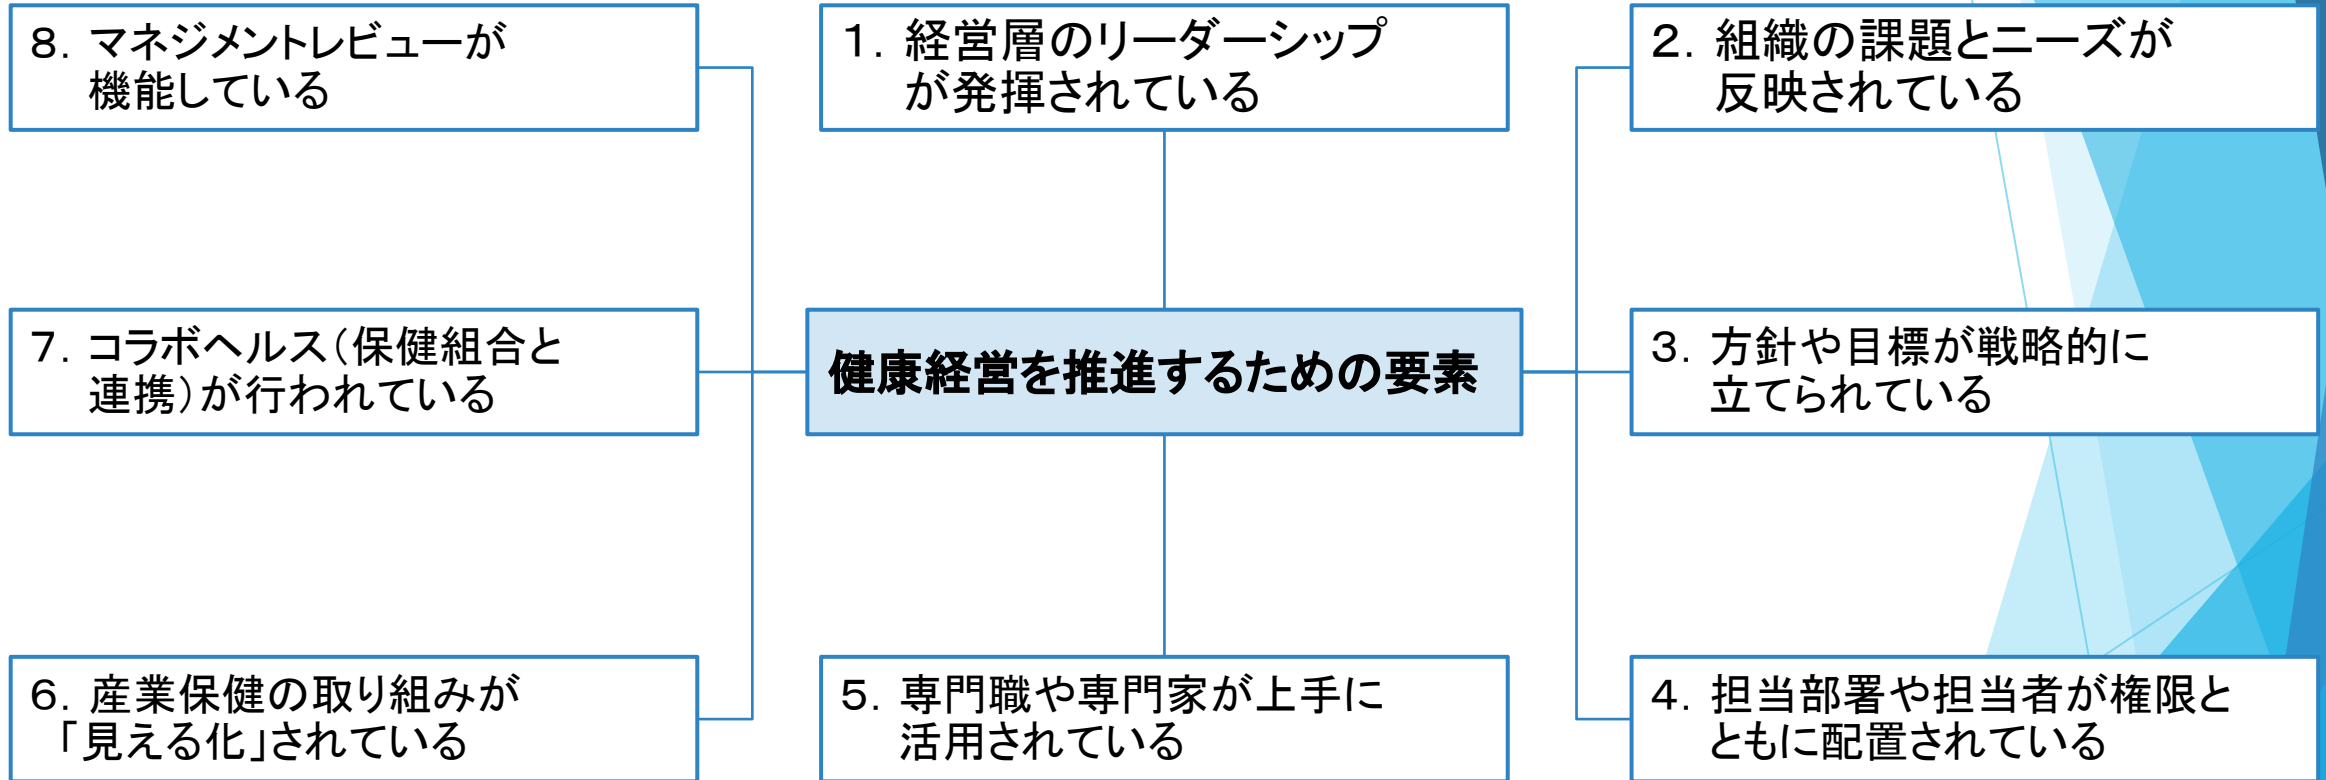 8．マネジメントレビューが
機能している
1．経営層のリーダーシップ
が発揮されている
2．組織の課題とニーズが
反映されている
7．コラボヘルス（保健組合と
連携）が行われている
健康経営を推進するための要素
3．方針や目標が戦略的に
立てられている
6．産業保健の取り組みが
「見える化」されている
5．専門職や専門家が上手に
活用されている
4．担当部署や担当者が権限と
ともに配置されている